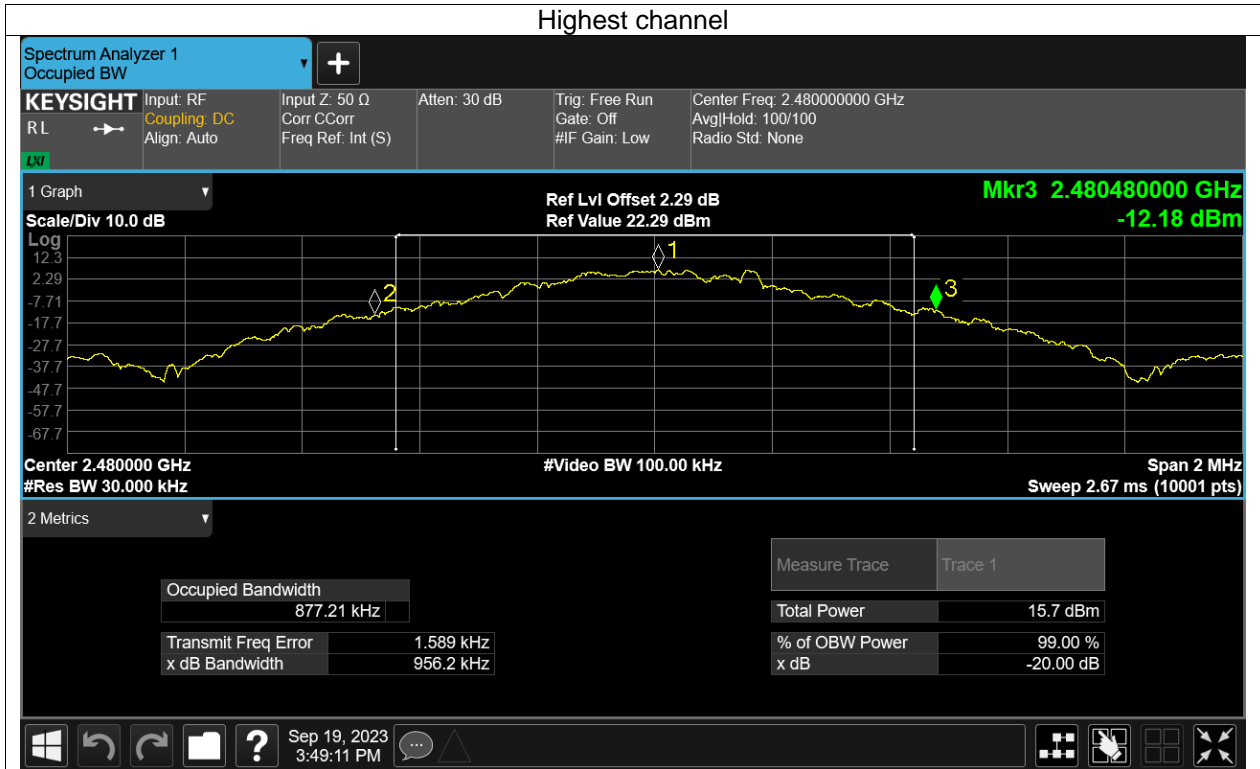 Highest channel
Spectrum Analyzer 1
Occupied BW
KEYSIGHT
R L
LXI
Input: RF
Coupling: DC
Align: Auto
Input Z: 50 Ω
Corr CCorr
Freq Ref: Int (S)
Atten: 30 dB
Trig: Free Run
Gate: Off
#IF Gain: Low
Center Freq: 2.480000000 GHz
Avg|Hold: 100/100
Radio Std: None
1 Graph
Scale/Div 10.0 dB
Ref Lvl Offset 2.29 dB
Ref Value 22.29 dBm
Mkr3 2.480480000 GHz
-12.18 dBm
Log
12.3
2.29
-7.71
-17.7
-27.7
-37.7
-47.7
-57.7
-67.7
1
2
3
Center 2.480000 GHz
#Video BW 100.00 kHz
Span 2 MHz
#Res BW 30.000 kHz
Sweep 2.67 ms (10001 pts)
2 Metrics
Measure Trace Trace 1
Occupied Bandwidth
877.21 kHz
Total Power 15.7 dBm
Transmit Freq Error 1.589 kHz
% of OBW Power 99.00 %
x dB Bandwidth 956.2 kHz
x dB -20.00 dB
?
Sep 19, 2023
3:49:11 PM